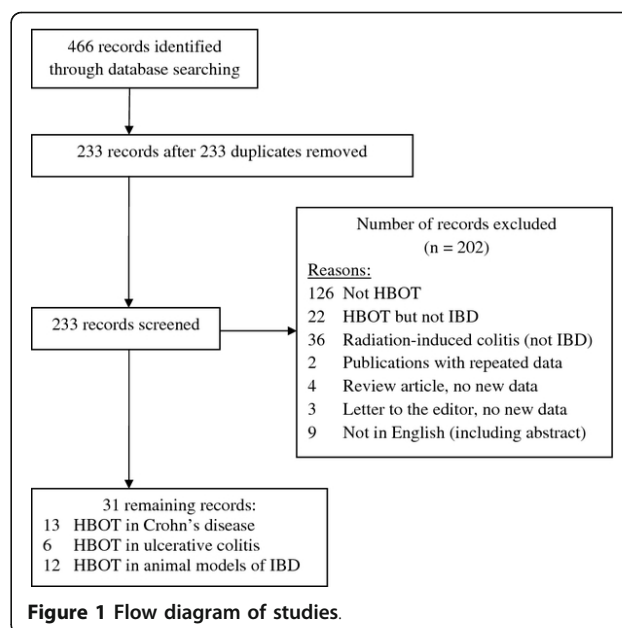 466 records identified
through database searching
233 records after 233 duplicates removed
Number of records excluded
(n = 202)
Reasons:
126 Not HBOT
22 HBOT but not IBD
36 Radiation-induced colitis (not IBD)
2 Publications with repeated data
4 Review article, no new data
3 Letter to the editor, no new data
9 Not in English (including abstract)
233 records screened
31 remaining records:
13 HBOT in Crohn's disease
6 HBOT in ulcerative colitis
12 HBOT in animal models of IBD
Figure 1 Flow diagram of studies.